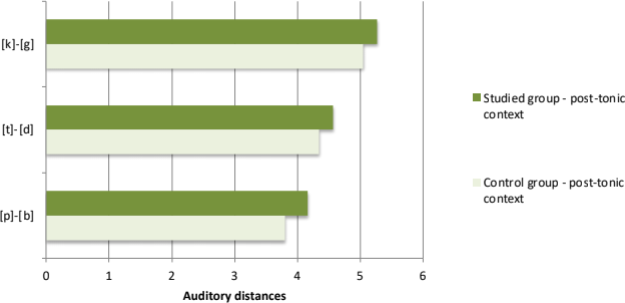 [k]-[g]
[t]-[d]
[p]-[b]
0 1 2 3 4 5 6
Auditory distances
Studied group - post-tonic
context
Control group - post-tonic
context